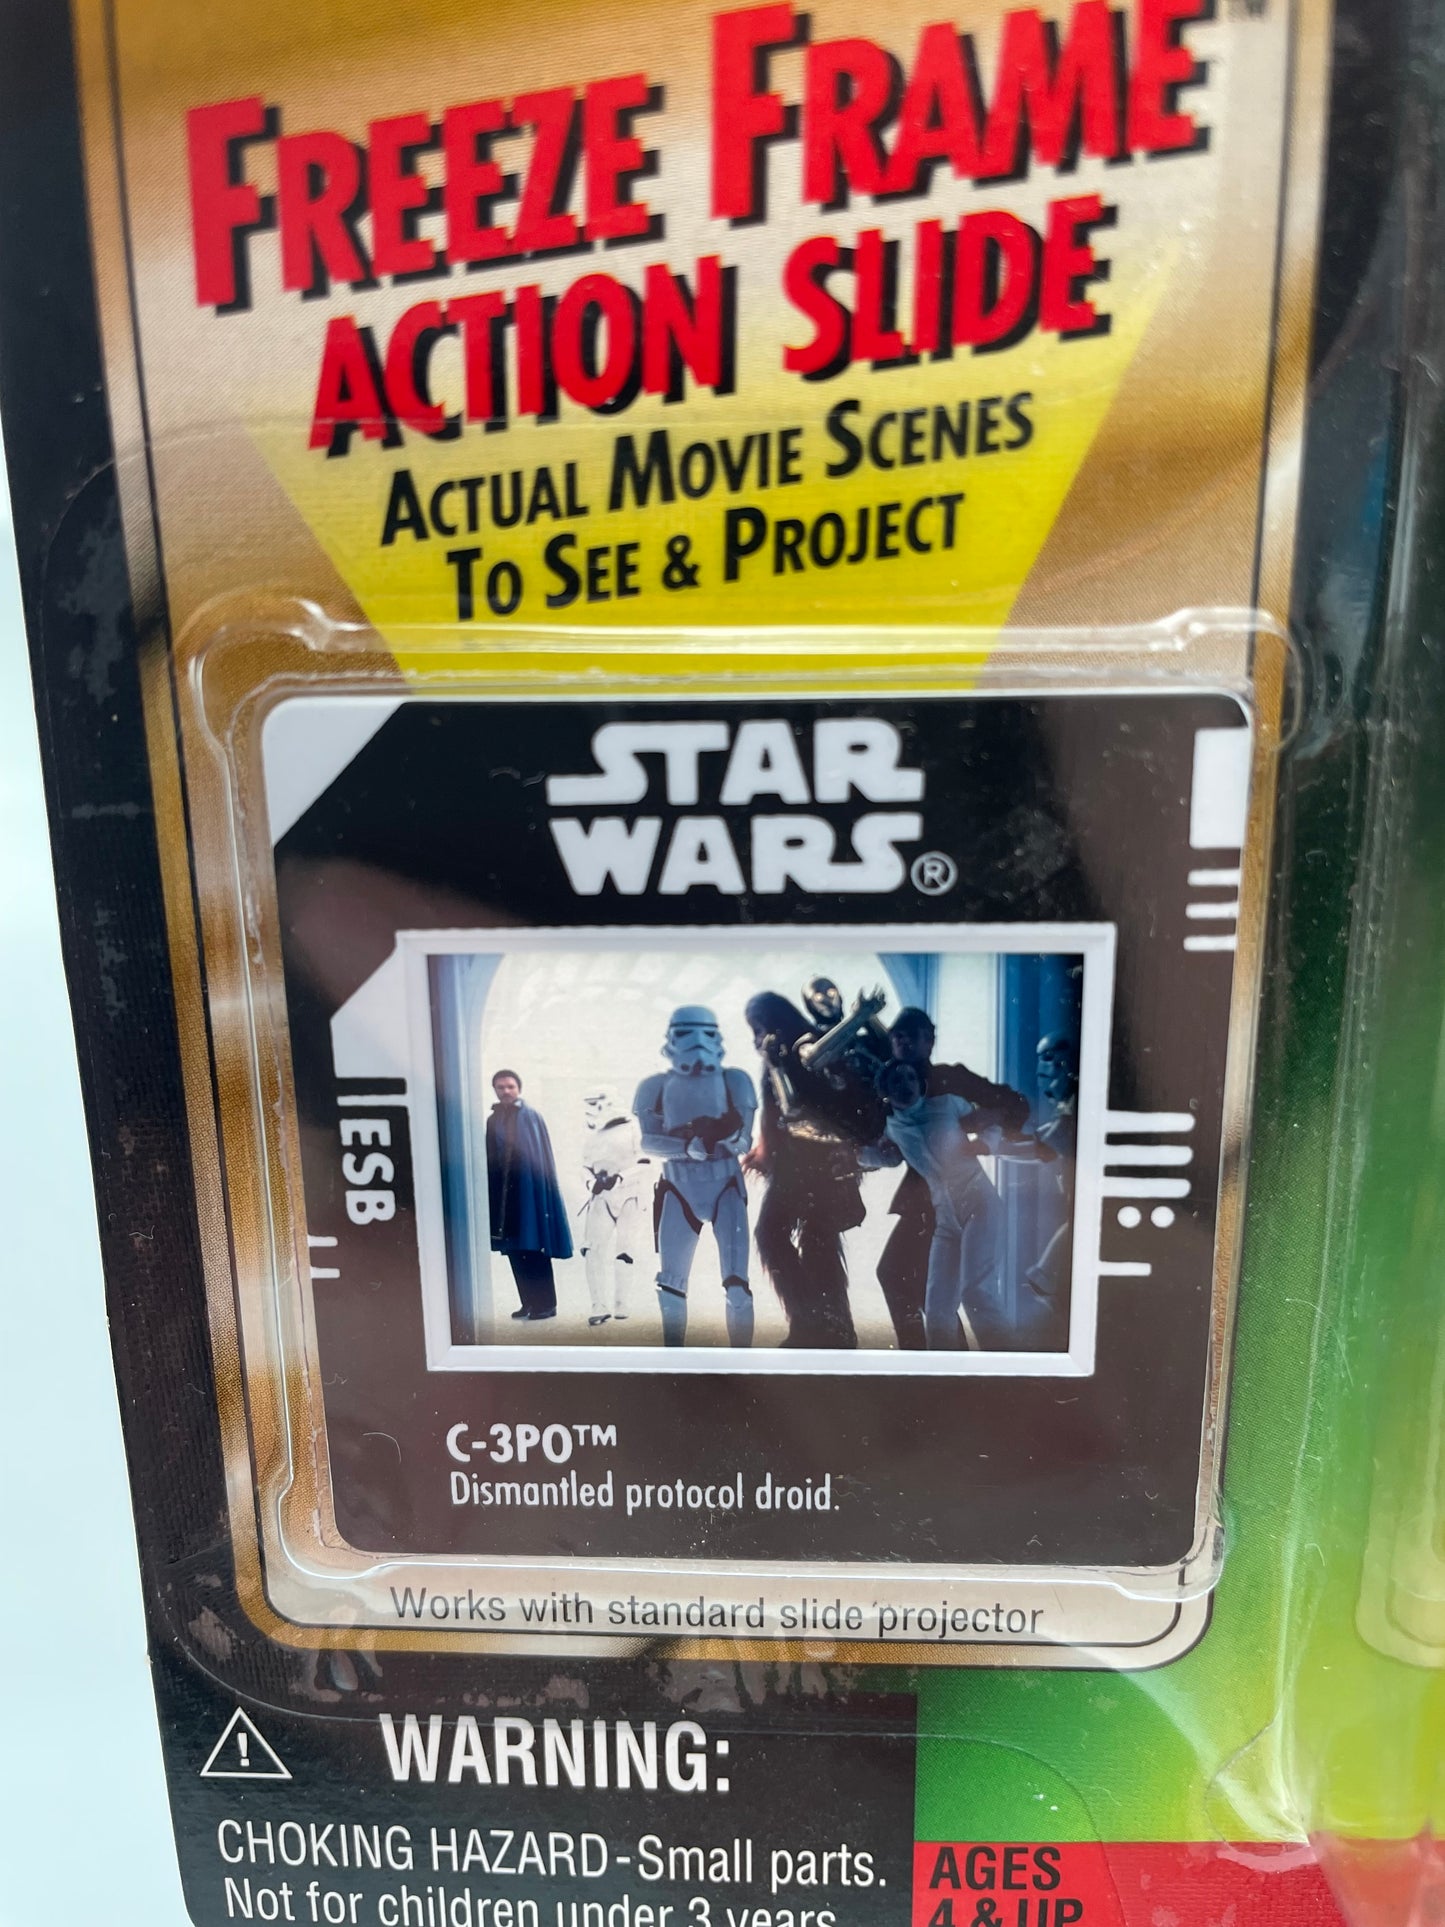 FREEZE FRAME™
ACTION SLIDE
ACTUAL MOVIE SCENES
TO SEE & PROJECT
STAR
WARS®
ESB
C-3PO™
Dismantled protocol droid.
Works with standard slide projector
WARNING:
CHOKING HAZARD-Small parts.
Not for children under 3 years.
AGES
4 & UP